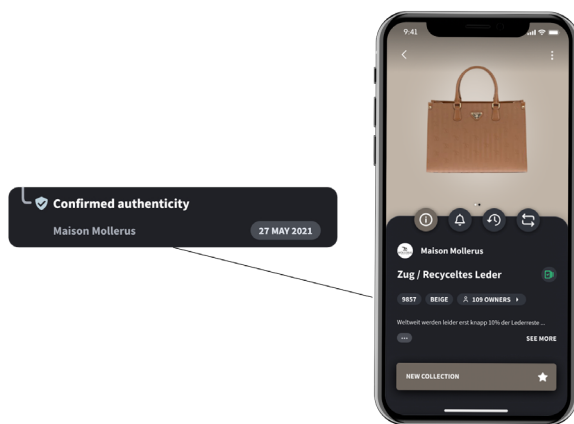 Confirmed authenticity
Maison Mollerus
27 MAY 2021
9:41
Maison Mollerus
Zug / Recyceltes Leder
9857
BEIGE
109 OWNERS
Weltweit werden leider erst knapp 10% der Lederreste ...
SEE MORE
NEW COLLECTION